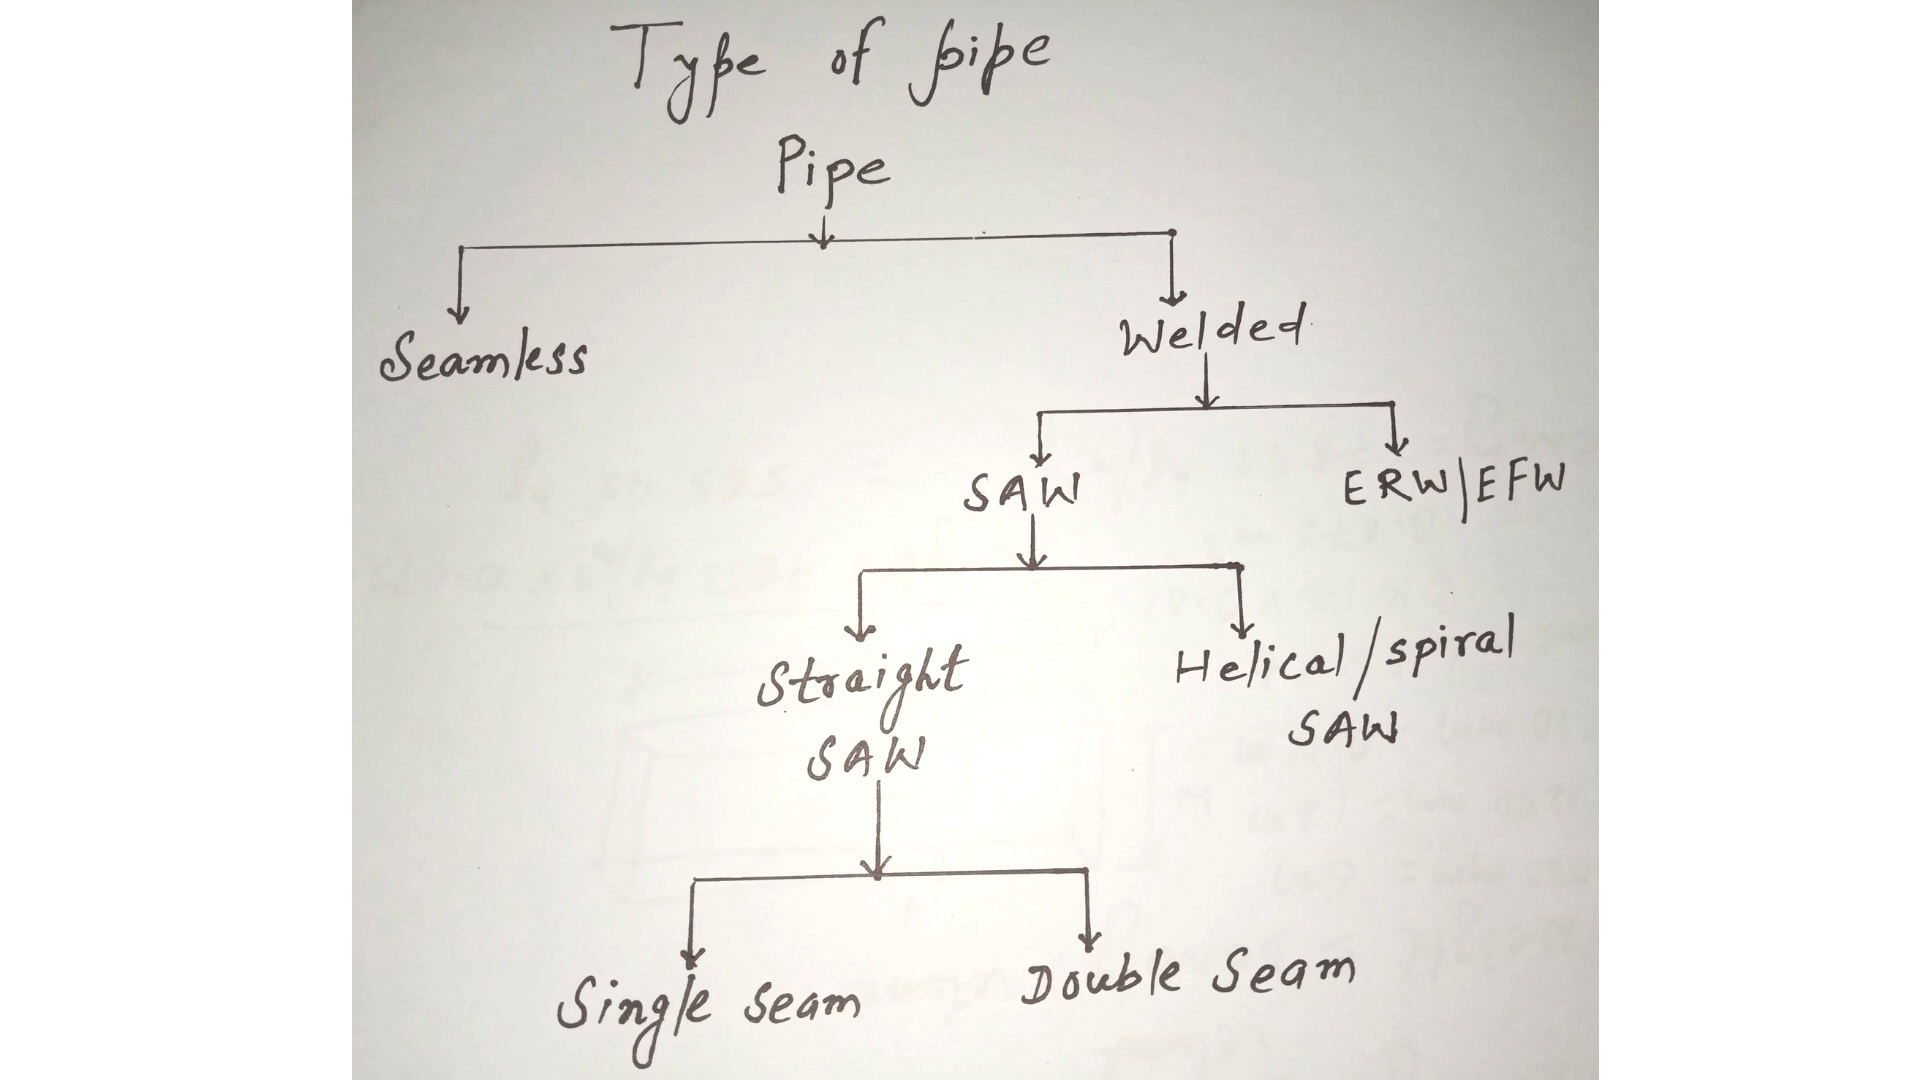 Type of pipe
Pipe
Seamless
Welded
SAW
ERW|EFW
Straight
SAW
Helical/spiral
SAW
Single seam
Double Seam